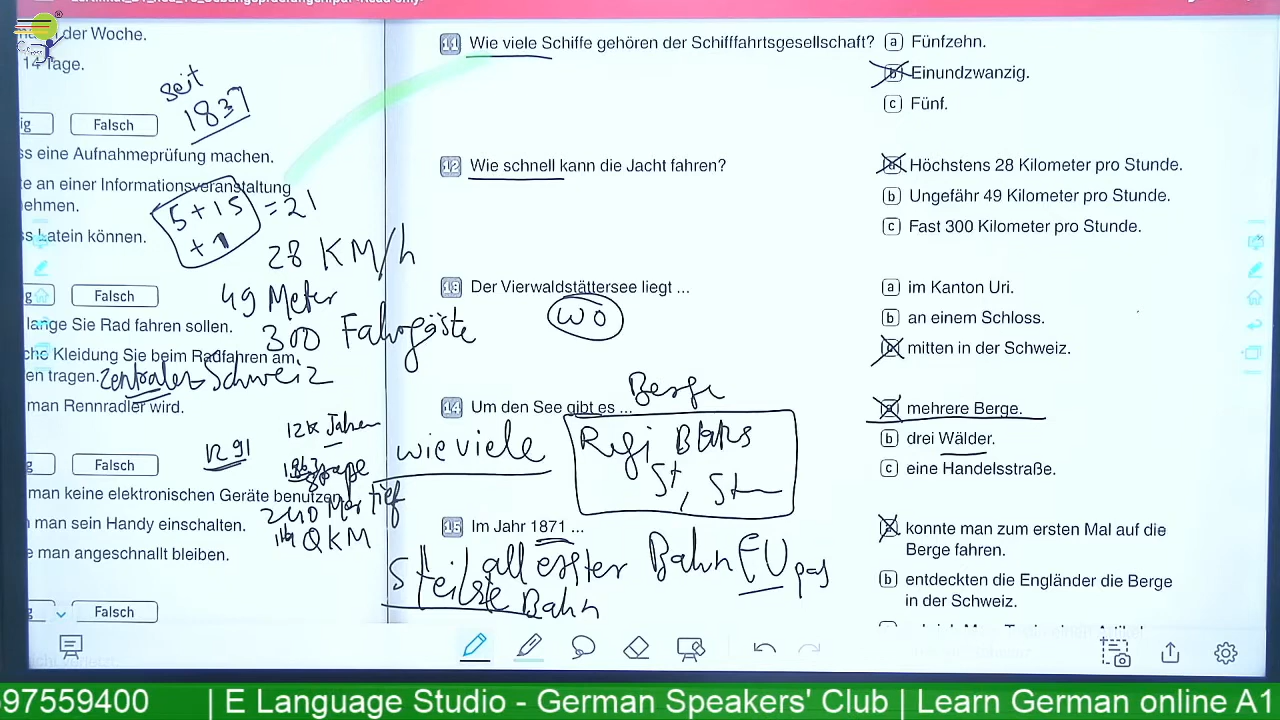 der Woche.
14 Tage.
seit
1837
ig Falsch
ss eine Aufnahmeprüfung machen.
e an einer Informationsveranstaltung
ehmen.
ss Latein können.
5 + 15 = 21
+ 1
28 KM/h
g Falsch
49 Meter
lange Sie Rad fahren sollen.
300 Fahrgäste
che Kleidung Sie beim Radfahren am
en tragen. Zentraler Schweiz
man Rennradler wird.
1291
Jahren
g Falsch
man keine elektronischen Geräte benutzen
240 tief
man sein Handy einschalten.
QKM
e man angeschnallt bleiben.
g Falsch
11 Wie viele Schiffe gehören der Schifffahrtsgesellschaft?
a Fünfzehn.
b Einundzwanzig.
c Fünf.
12 Wie schnell kann die Jacht fahren?
a Höchstens 28 Kilometer pro Stunde.
b Ungefähr 49 Kilometer pro Stunde.
c Fast 300 Kilometer pro Stunde.
13 Der Vierwaldstättersee liegt ...
wo
a im Kanton Uri.
b an einem Schloss.
c mitten in der Schweiz.
Berge
14 Um den See gibt es ...
wie viele
Rigi
a mehrere Berge.
b drei Wälder.
c eine Handelsstraße.
15 Im Jahr 1871 ...
allerster Bahn EU
Steilste Bahn
a konnte man zum ersten Mal auf die
Berge fahren.
b entdeckten die Engländer die Berge
in der Schweiz.
97559400 | E Language Studio - German Speakers' Club | Learn German online A1